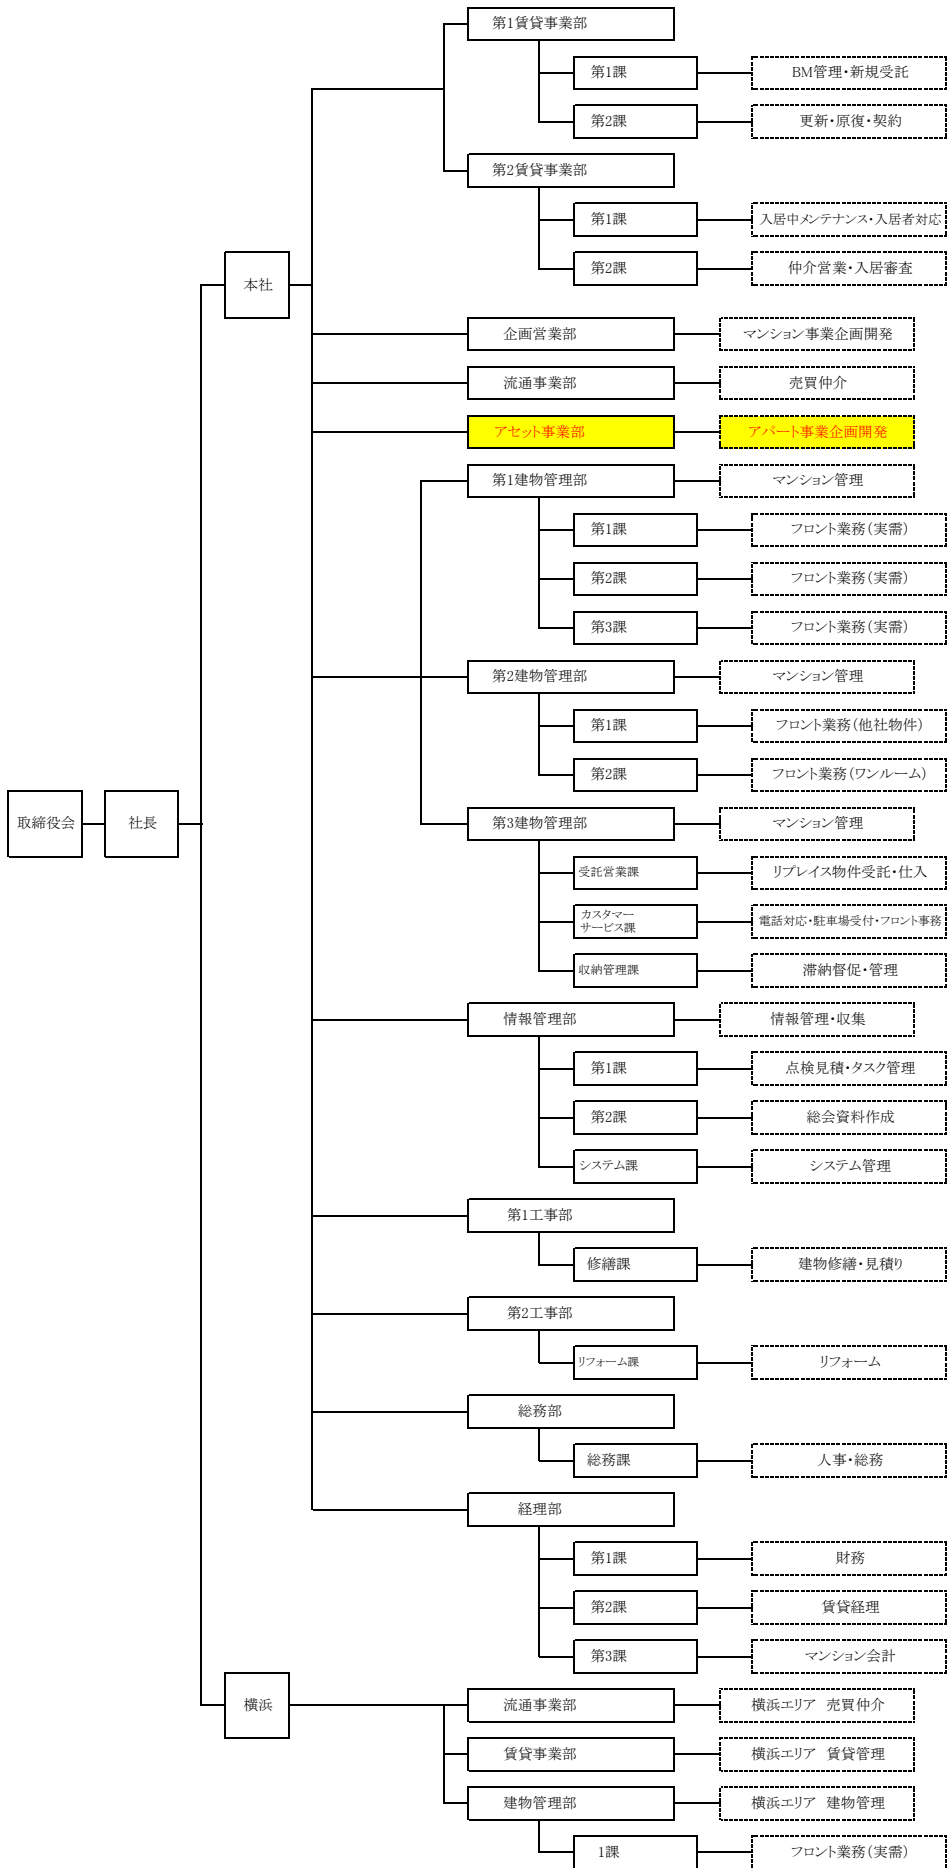 第1賃貸事業部
第1課
BM管理・新規受託
第2課
更新・原復・契約
第2賃貸事業部
第1課
入居中メンテナンス・入居者対応
第2課
仲介営業・入居審査
本社
企画営業部
マンション事業企画開発
流通事業部
売買仲介
アセット事業部
アパート事業企画開発
第1建物管理部
マンション管理
第1課
フロント業務(実需)
第2課
フロント業務(実需)
第3課
フロント業務(実需)
第2建物管理部
マンション管理
第1課
フロント業務(他社物件)
第2課
フロント業務(ワンルーム)
取締役会
社長
第3建物管理部
マンション管理
受託営業課
リプレイス物件受託・仕入
カスタマー
サービス課
電話対応・駐車場受付・フロント事務
収納管理課
滞納督促・管理
情報管理部
情報管理・収集
第1課
点検見積・タスク管理
第2課
総会資料作成
システム課
システム管理
第1工事部
修繕課
建物修繕・見積り
第2工事部
リフォーム課
リフォーム
総務部
総務課
人事・総務
経理部
第1課
財務
第2課
賃貸経理
第3課
マンション会計
横浜
流通事業部
横浜エリア 売買仲介
賃貸事業部
横浜エリア 賃貸管理
建物管理部
横浜エリア 建物管理
1課
フロント業務(実需)